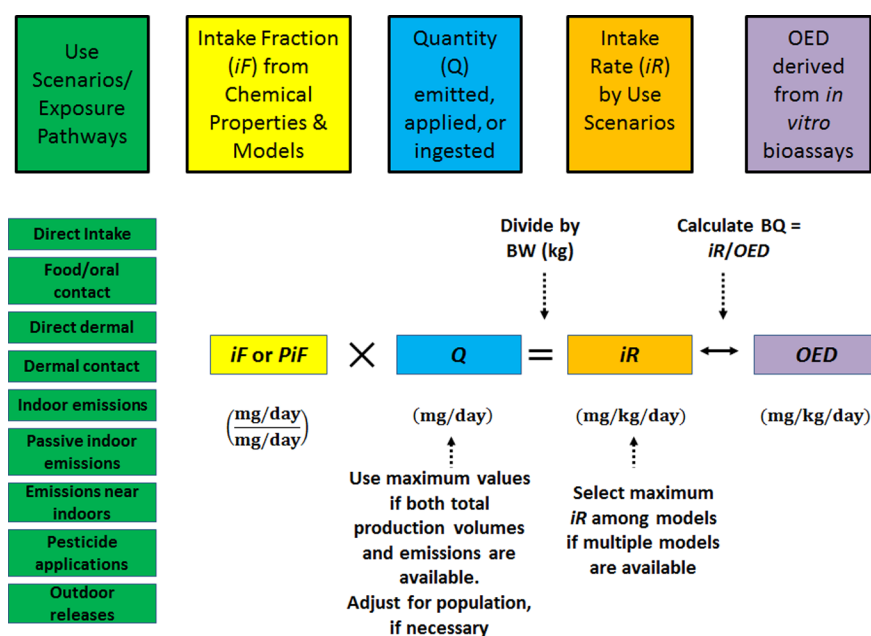 Use
Scenarios/
Exposure
Pathways
Intake Fraction
(iF) from
Chemical
Properties &
Models
Quantity
(Q)
emitted,
applied, or
ingested
Intake
Rate (iR)
by Use
Scenarios
OED
derived
from in
vitro
bioassays
Direct Intake
Food/oral
contact
Direct dermal
Dermal contact
Indoor emissions
Passive indoor
emissions
Emissions near
indoors
Pesticide
applications
Outdoor
releases
Divide by
BW (kg)
Calculate BQ =
iR/OED
iF or PiF
×
Q
=
iR
OED
(mg/day
mg/day)
(mg/day)
(mg/kg/day)
(mg/kg/day)
Use maximum values
if both total
production volumes
and emissions are
available.
Adjust for population,
if necessary
Select maximum
iR among models
if multiple models
are available